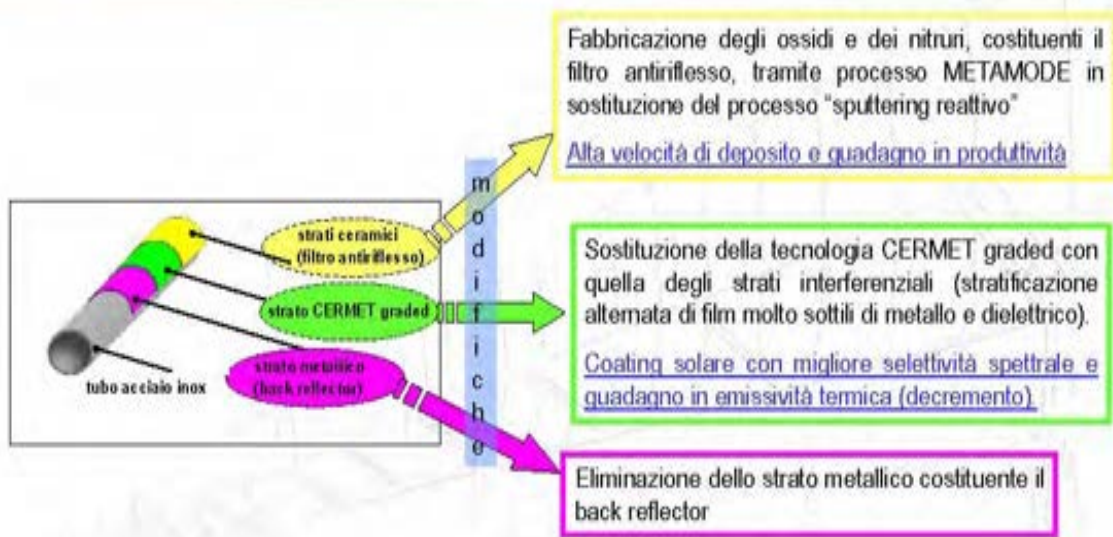 Fabbricazione degli ossidi e dei nitruri, costituenti il
filtro antiriflesso, tramite processo METAMODE in
sostituzione del processo “sputtering reattivo”
Alta velocità di deposito e guadagno in produttività
strati ceramici
(filtro antiriflesso)
strato CERMET graded
strato metallico
(back reflector)
tubo acciaio inox
modifiche
Sostituzione della tecnologia CERMET graded con
quella degli strati interferenziali (stratificazione
alternata di film molto sottili di metallo e dielettrico).
Coating solare con migliore selettività spettrale e
guadagno in emissività termica (decremento).
Eliminazione dello strato metallico costituente il
back reflector